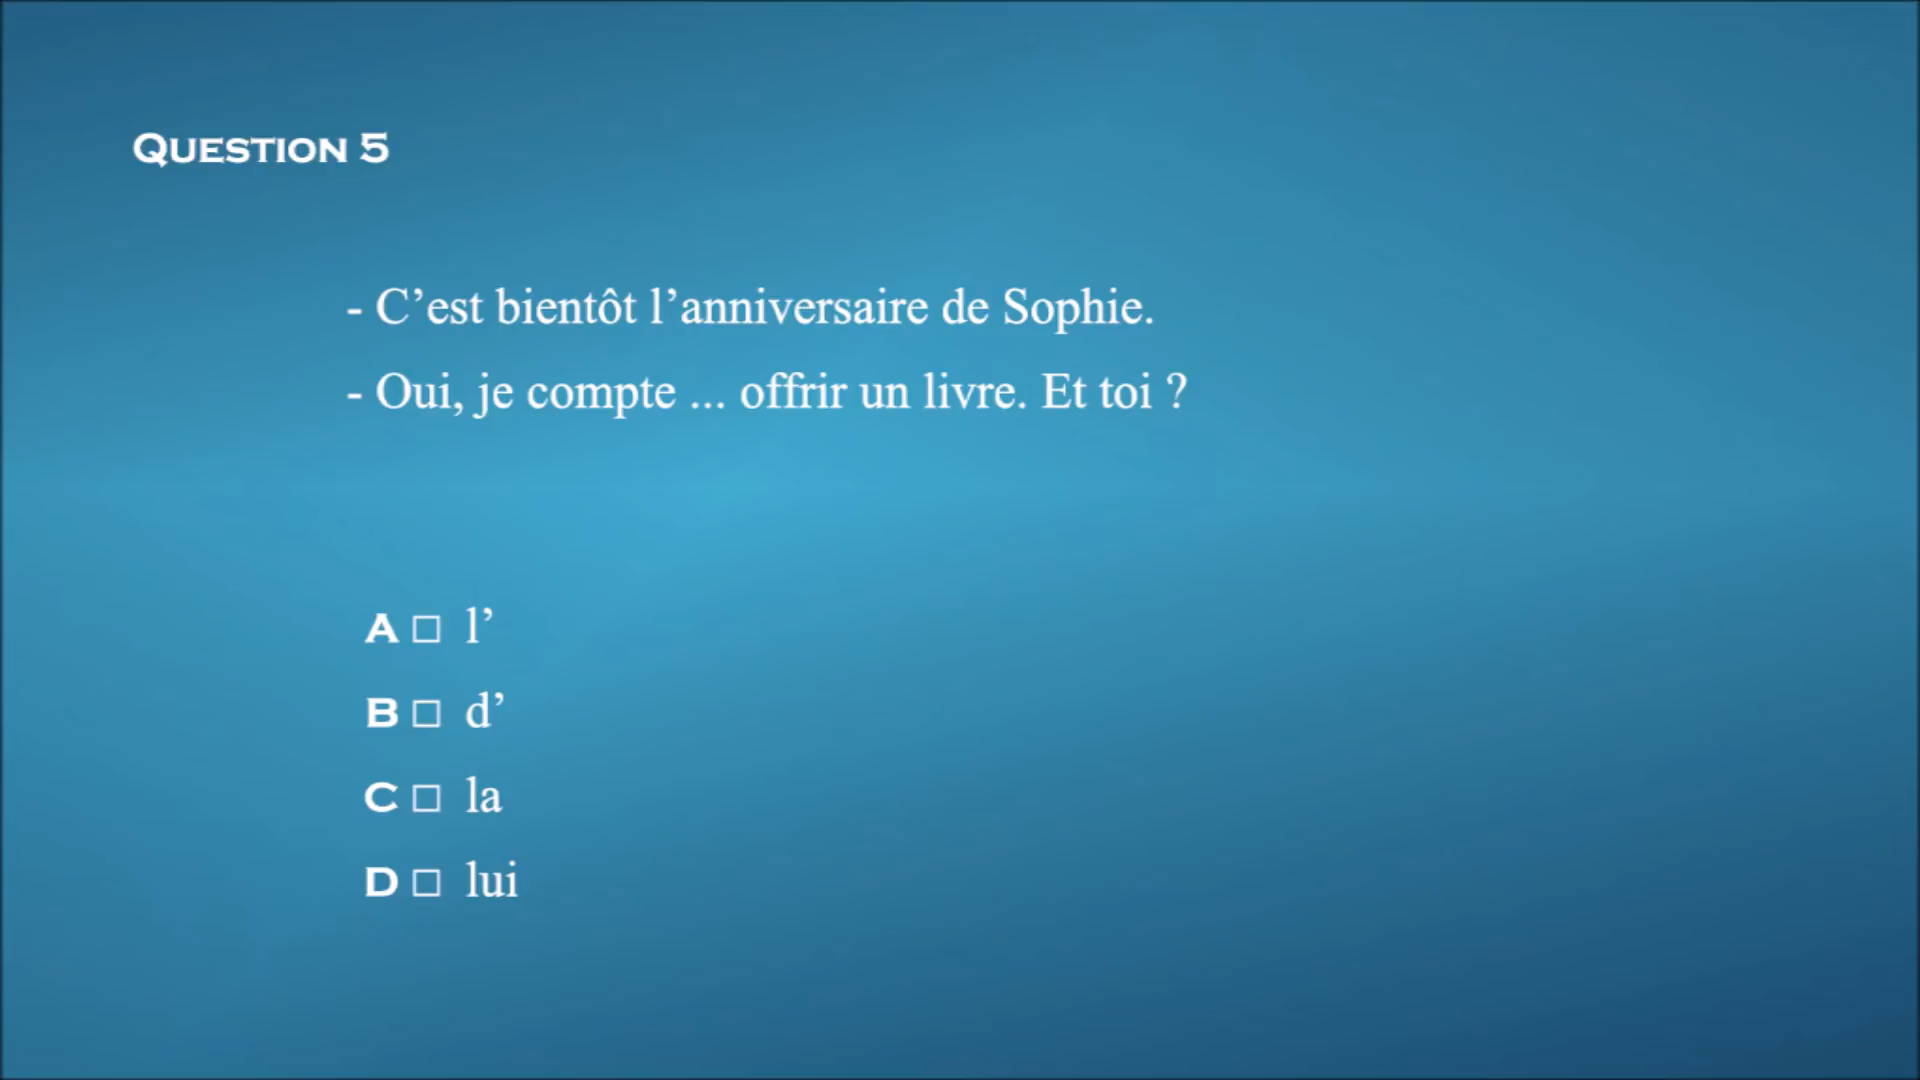 Question 5
- C’est bientôt l’anniversaire de Sophie.
- Oui, je compte ... offrir un livre. Et toi ?
A □ l’
B □ d’
C □ la
D □ lui